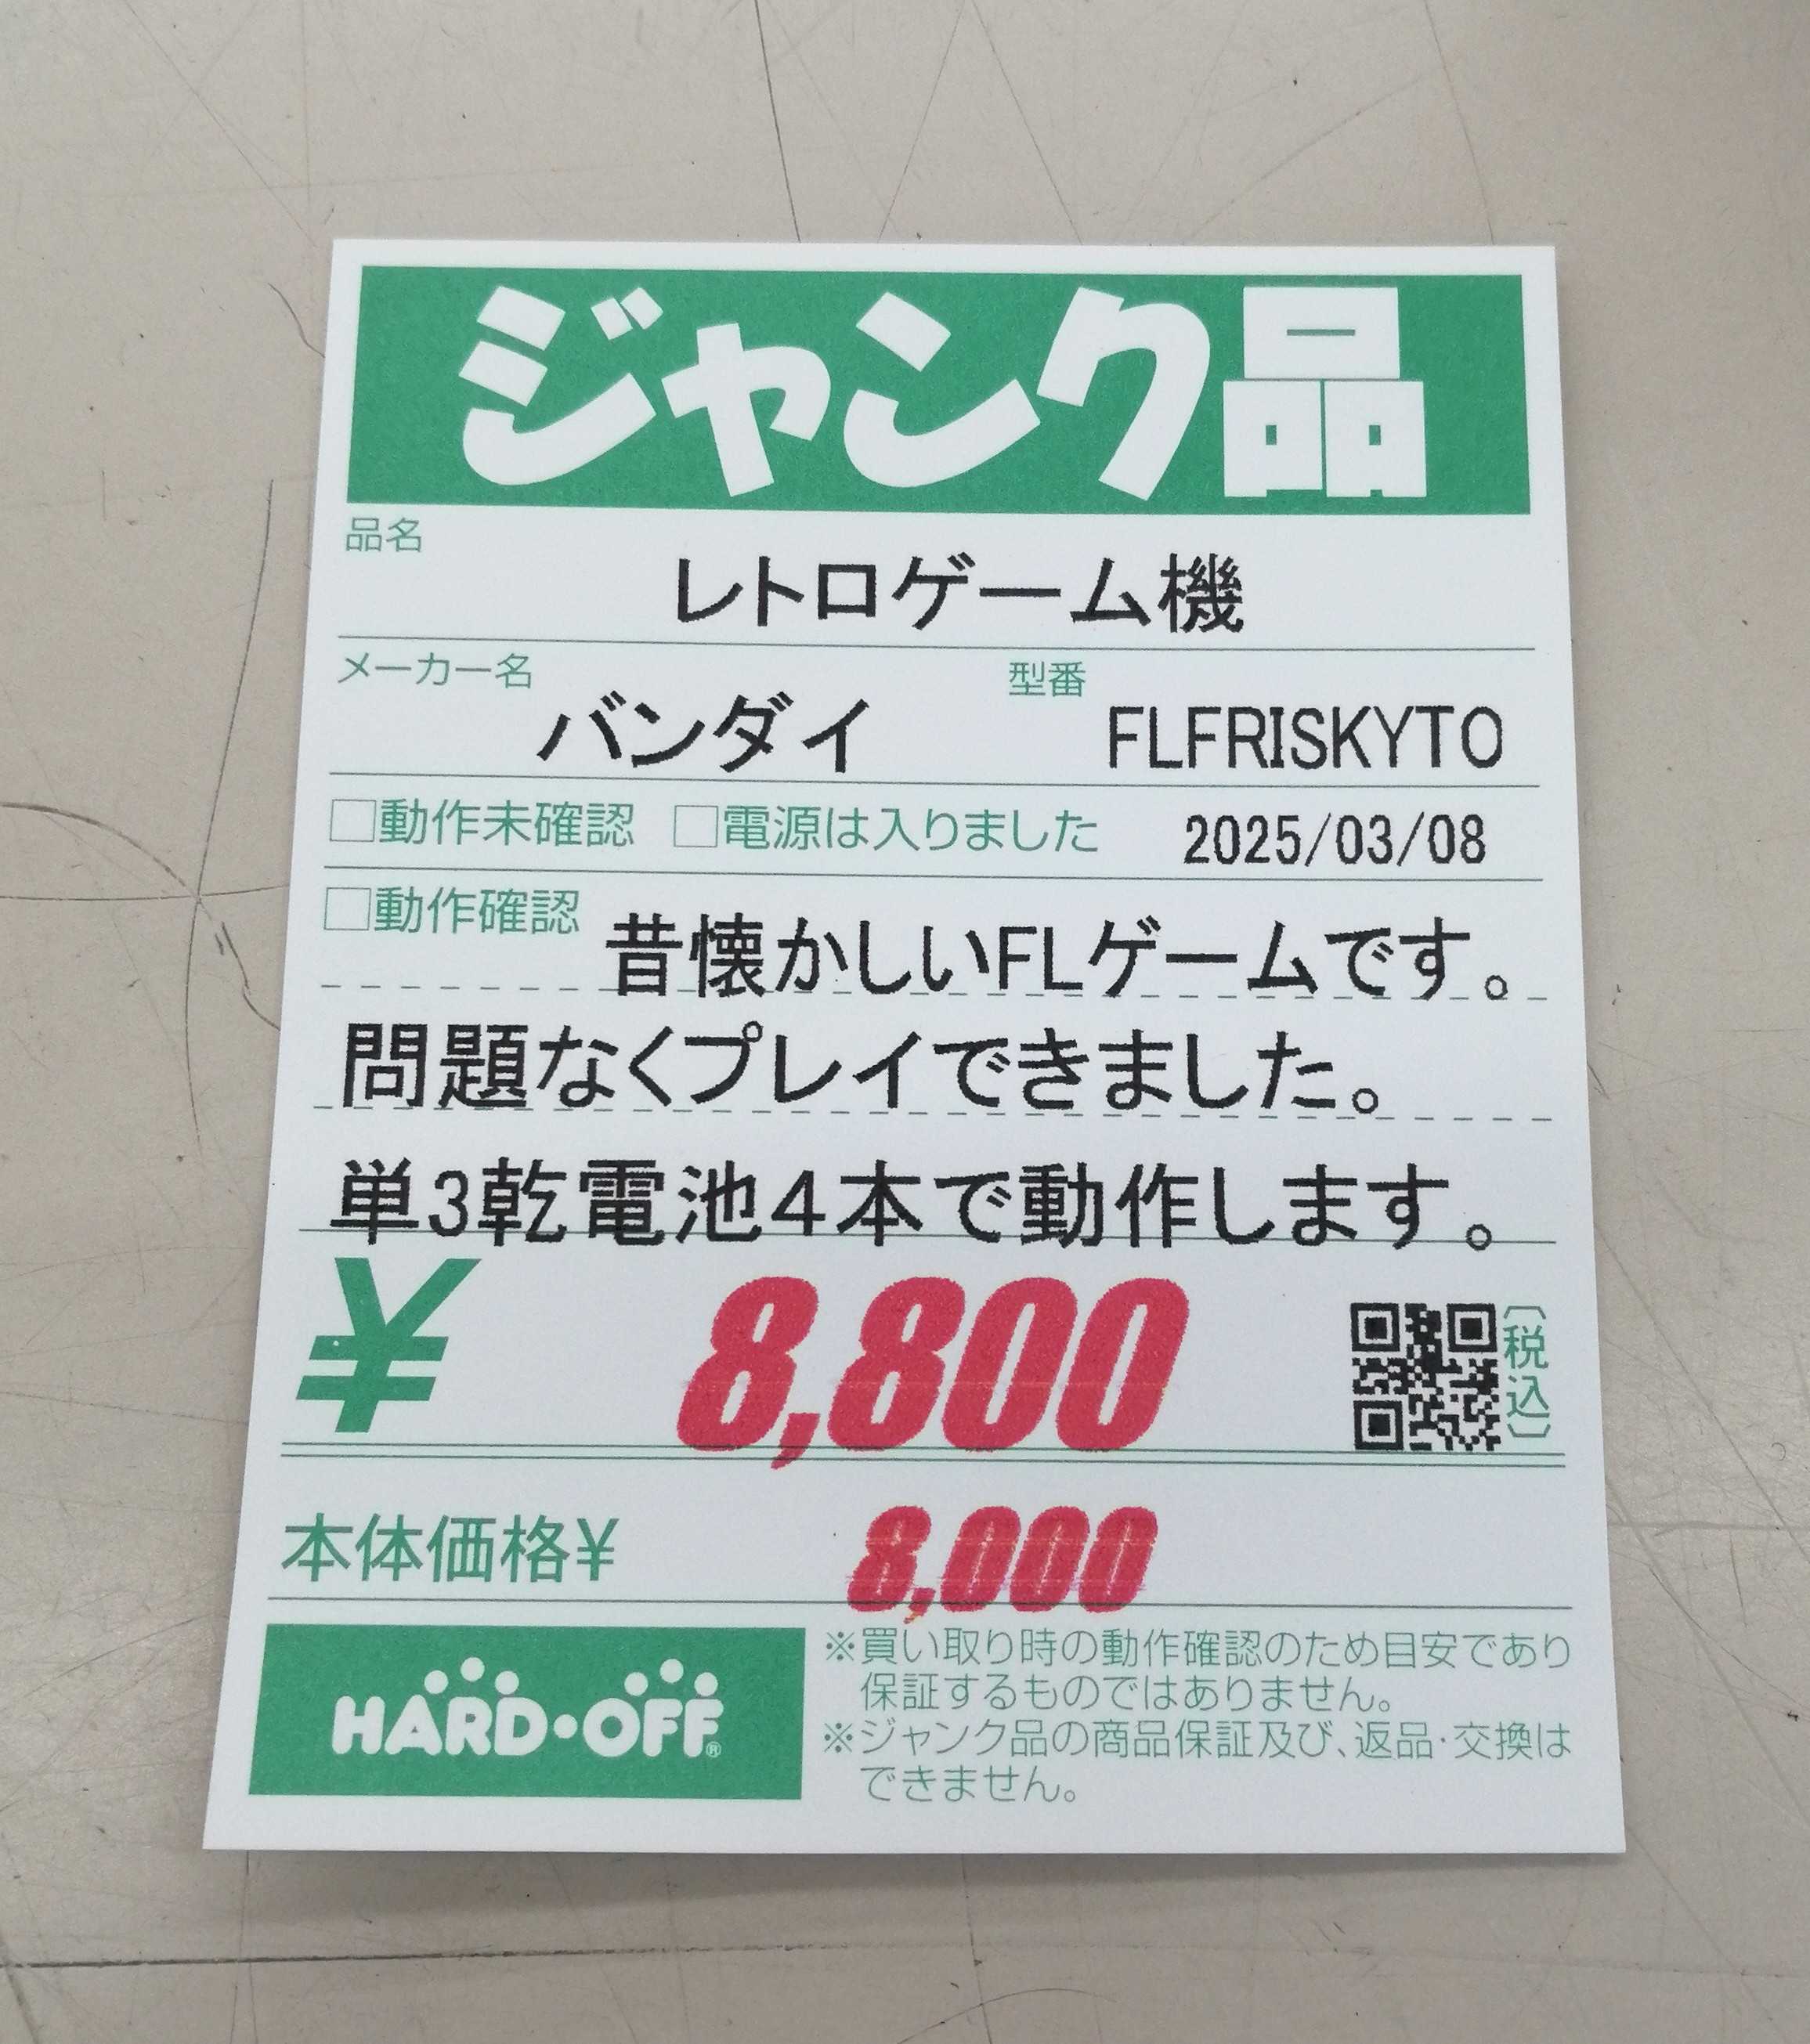 ジャンク品
品名
レトロゲーム機
メーカー名
バンダイ
型番
FLFRISKYTO
□動作未確認 □電源は入りました 2025/03/08
□動作確認 昔懐かしいFLゲームです。
問題なくプレイできました。
単3乾電池4本で動作します。
¥ 8,800 (税込)
本体価格¥ 8,000
HARD・OFF®
※買い取り時の動作確認のため目安であり
保証するものではありません。
※ジャンク品の商品保証及び、返品・交換は
できません。